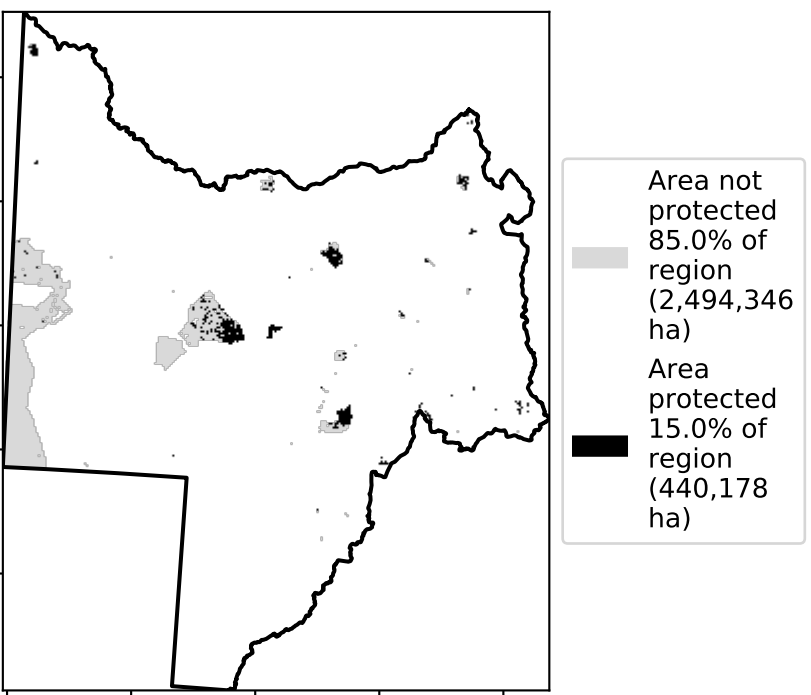 Area not
protected
85.0% of
region
(2,494,346
ha)
Area
protected
15.0% of
region
(440,178
ha)